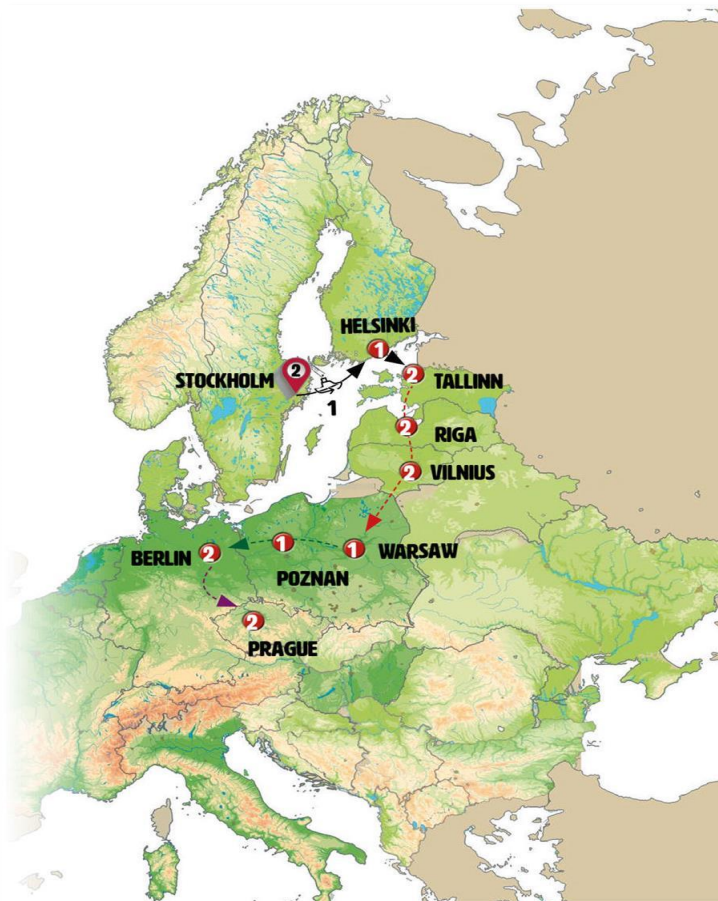 HELSINKI
1
2
STOCKHOLM
1
2
TALLINN
2
RIGA
2
VILNIUS
BERLIN
2
1
1
WARSAW
POZNAN
2
PRAGUE